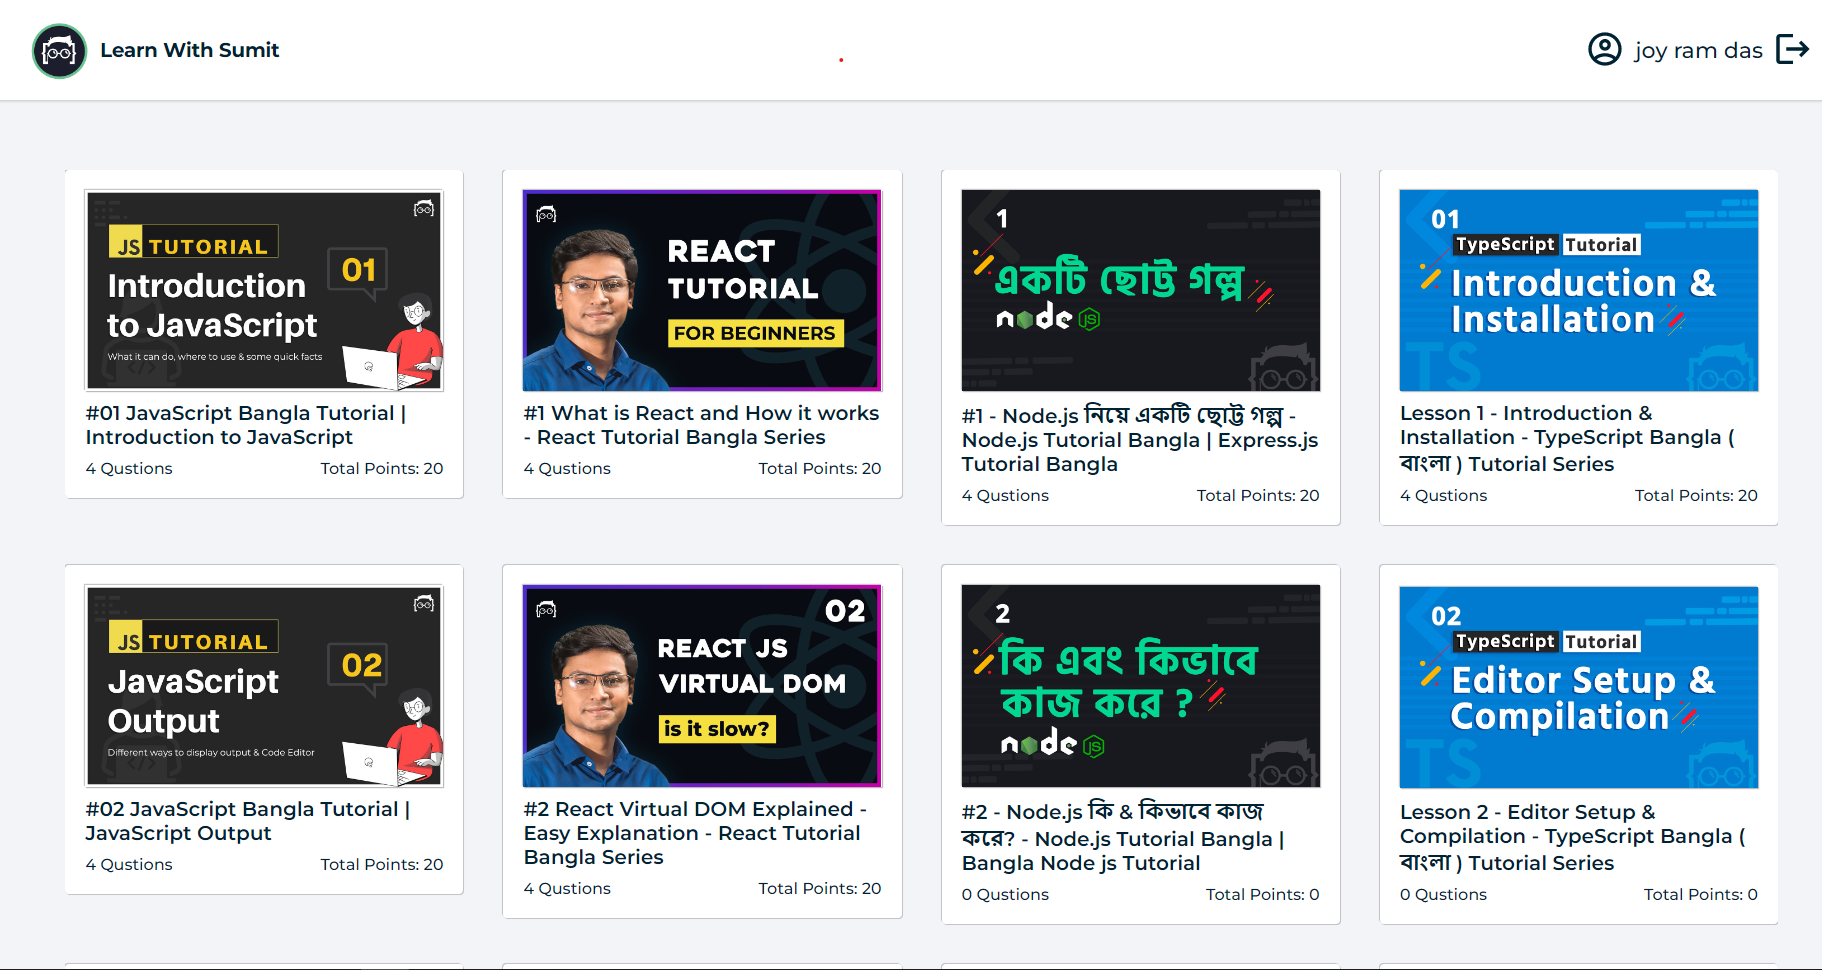 Learn With Sumit
joy ram das
JS TUTORIAL
01
Introduction
to JavaScript
What it can do, where to use & some quick facts
#01 JavaScript Bangla Tutorial |
Introduction to JavaScript
4 Qustions
Total Points: 20
REACT
TUTORIAL
FOR BEGINNERS
#1 What is React and How it works
- React Tutorial Bangla Series
4 Qustions
Total Points: 20
1
একটি ছোট্ট গল্প
node JS
#1 - Node.js নিয়ে একটি ছোট্ট গল্প -
Node.js Tutorial Bangla | Express.js
Tutorial Bangla
4 Qustions
Total Points: 20
01
TypeScript Tutorial
Introduction &
Installation
TS
Lesson 1 - Introduction &
Installation - TypeScript Bangla (
বাংলা ) Tutorial Series
4 Qustions
Total Points: 20
JS TUTORIAL
02
JavaScript
Output
Different ways to display output & Code Editor
#02 JavaScript Bangla Tutorial |
JavaScript Output
4 Qustions
Total Points: 20
02
REACT JS
VIRTUAL DOM
is it slow?
#2 React Virtual DOM Explained -
Easy Explanation - React Tutorial
Bangla Series
4 Qustions
Total Points: 20
2
কি এবং কিভাবে
কাজ করে ?
node JS
#2 - Node.js কি & কিভাবে কাজ
করে? - Node.js Tutorial Bangla |
Bangla Node js Tutorial
0 Qustions
Total Points: 0
02
TypeScript Tutorial
Editor Setup &
Compilation
TS
Lesson 2 - Editor Setup &
Compilation - TypeScript Bangla (
বাংলা ) Tutorial Series
0 Qustions
Total Points: 0